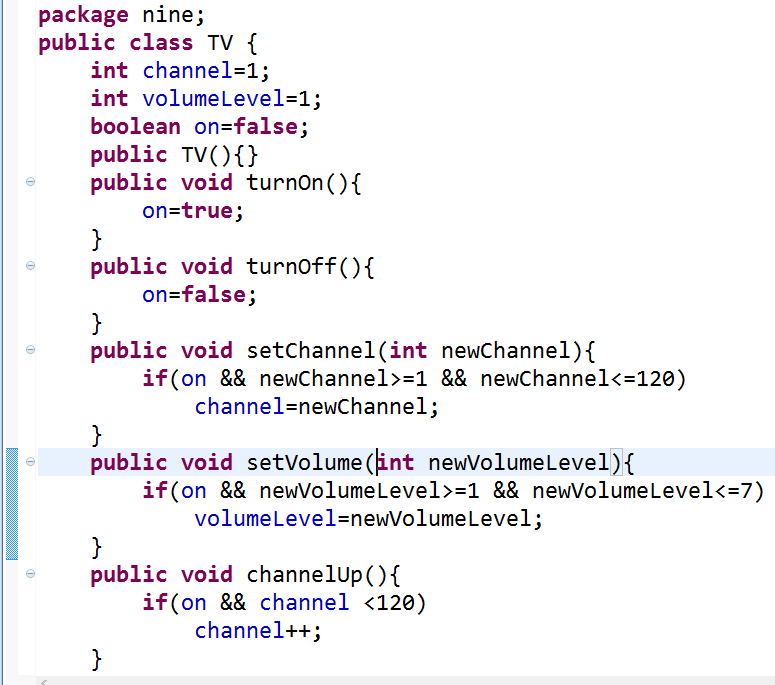 package nine;
public class TV {
    int channel=1;
    int volumeLevel=1;
    boolean on=false;
    public TV(){}
    public void turnOn(){
        on=true;
    }
    public void turnOff(){
        on=false;
    }
    public void setChannel(int newChannel){
        if(on && newChannel>=1 && newChannel<=120)
            channel=newChannel;
    }
    public void setVolume(int newVolumeLevel){
        if(on && newVolumeLevel>=1 && newVolumeLevel<=7)
            volumeLevel=newVolumeLevel;
    }
    public void channelUp(){
        if(on && channel <120)
            channel++;
    }